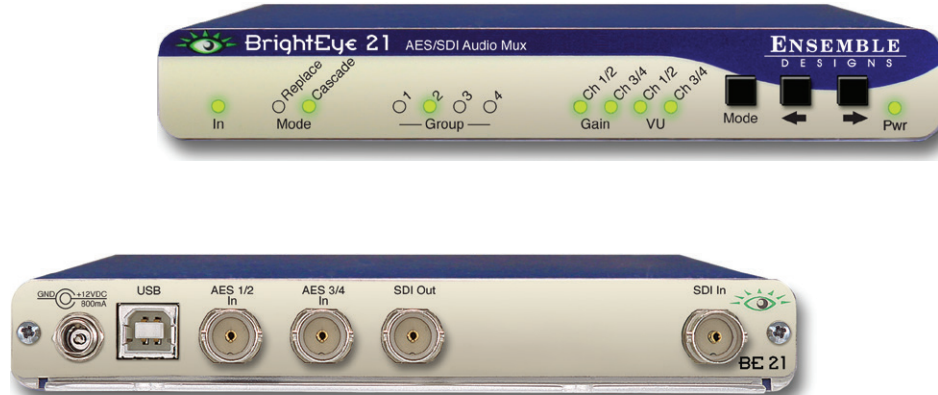 BrightEye 21 AES/SDI Audio Mux
ENSEMBLE
DESIGNS
In
Replace
Cascade
Mode
1
2
3
4
Group
Ch 1/2
Ch 3/4
Ch 1/2
Ch 3/4
Gain
VU
Mode
Pwr
GND
+12VDC
800mA
USB
AES 1/2
In
AES 3/4
In
SDI Out
SDI In
BE 21